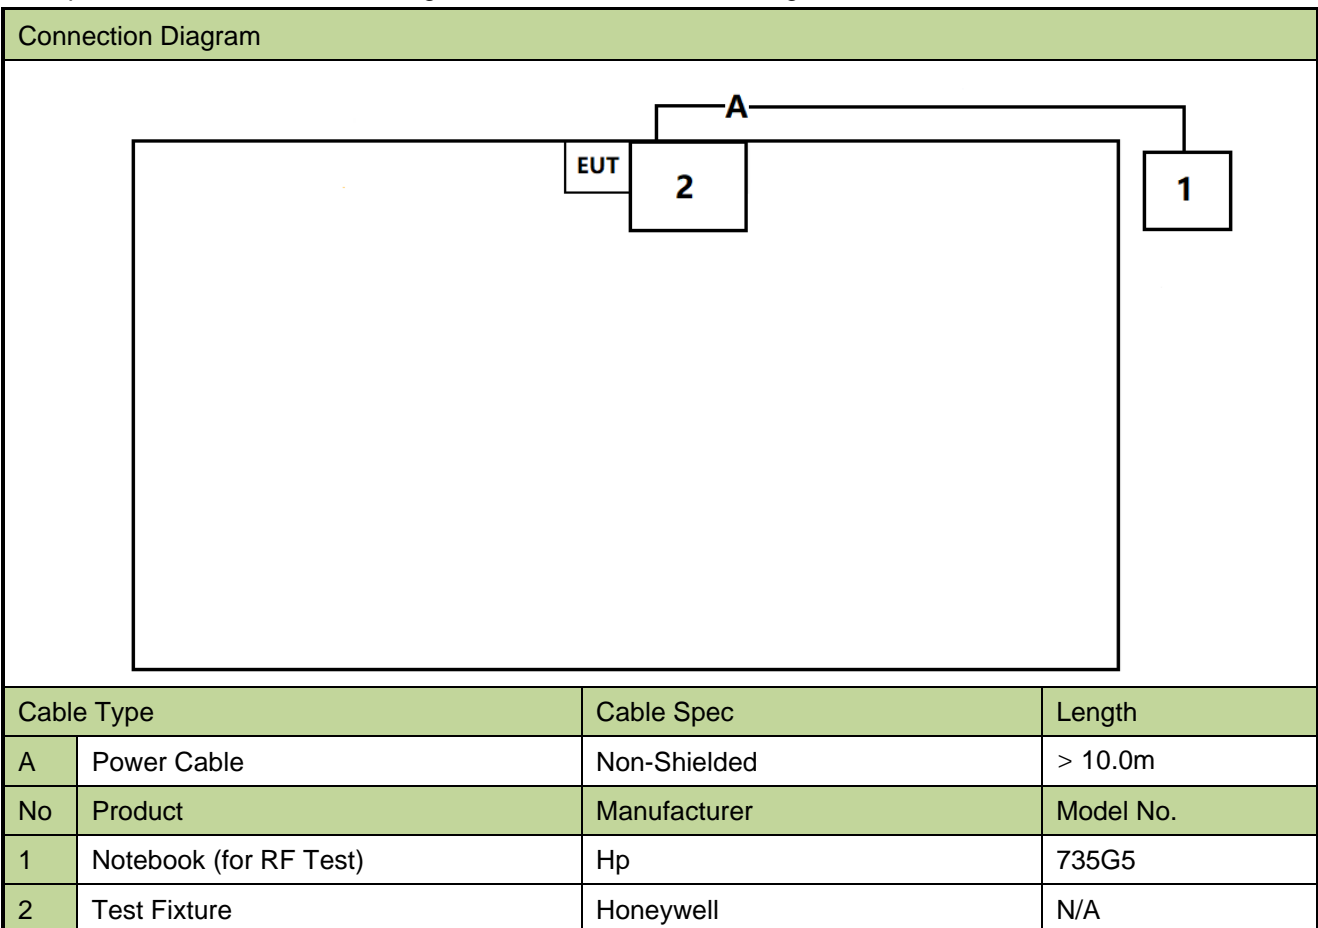 Connection Diagram
A
EUT
2
1
Cable Type Cable Spec Length
A Power Cable Non-Shielded > 10.0m
No Product Manufacturer Model No.
1 Notebook (for RF Test) Hp 735G5
2 Test Fixture Honeywell N/A